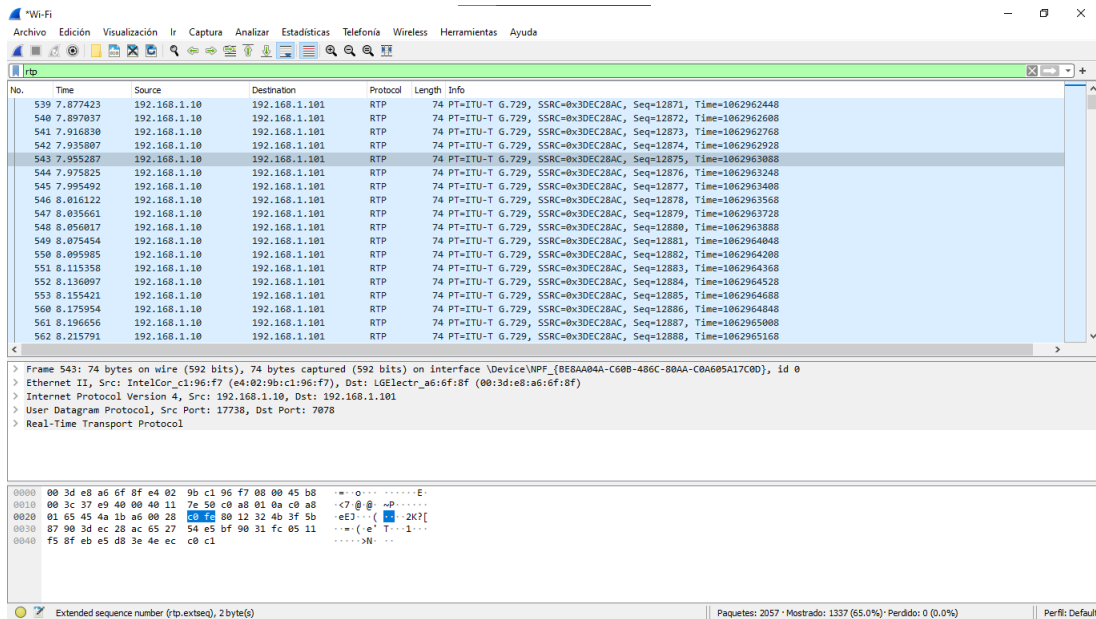 *Wi-Fi
Archivo Edición Visualización Ir Captura Analizar Estadísticas Telefonía Wireless Herramientas Ayuda
rtp
No. Time Source Destination Protocol Length Info
539 7.877423 192.168.1.10 192.168.1.101 RTP 74 PT=ITU-T G.729, SSRC=0x3DEC28AC, Seq=12871, Time=1062962448
540 7.897037 192.168.1.10 192.168.1.101 RTP 74 PT=ITU-T G.729, SSRC=0x3DEC28AC, Seq=12872, Time=1062962608
541 7.916830 192.168.1.10 192.168.1.101 RTP 74 PT=ITU-T G.729, SSRC=0x3DEC28AC, Seq=12873, Time=1062962768
542 7.935807 192.168.1.10 192.168.1.101 RTP 74 PT=ITU-T G.729, SSRC=0x3DEC28AC, Seq=12874, Time=1062962928
543 7.955287 192.168.1.10 192.168.1.101 RTP 74 PT=ITU-T G.729, SSRC=0x3DEC28AC, Seq=12875, Time=1062963088
544 7.975825 192.168.1.10 192.168.1.101 RTP 74 PT=ITU-T G.729, SSRC=0x3DEC28AC, Seq=12876, Time=1062963248
545 7.995492 192.168.1.10 192.168.1.101 RTP 74 PT=ITU-T G.729, SSRC=0x3DEC28AC, Seq=12877, Time=1062963408
546 8.016122 192.168.1.10 192.168.1.101 RTP 74 PT=ITU-T G.729, SSRC=0x3DEC28AC, Seq=12878, Time=1062963568
547 8.035661 192.168.1.10 192.168.1.101 RTP 74 PT=ITU-T G.729, SSRC=0x3DEC28AC, Seq=12879, Time=1062963728
548 8.056017 192.168.1.10 192.168.1.101 RTP 74 PT=ITU-T G.729, SSRC=0x3DEC28AC, Seq=12880, Time=1062963888
549 8.075454 192.168.1.10 192.168.1.101 RTP 74 PT=ITU-T G.729, SSRC=0x3DEC28AC, Seq=12881, Time=1062964048
550 8.095985 192.168.1.10 192.168.1.101 RTP 74 PT=ITU-T G.729, SSRC=0x3DEC28AC, Seq=12882, Time=1062964208
551 8.115358 192.168.1.10 192.168.1.101 RTP 74 PT=ITU-T G.729, SSRC=0x3DEC28AC, Seq=12883, Time=1062964368
552 8.136097 192.168.1.10 192.168.1.101 RTP 74 PT=ITU-T G.729, SSRC=0x3DEC28AC, Seq=12884, Time=1062964528
553 8.155421 192.168.1.10 192.168.1.101 RTP 74 PT=ITU-T G.729, SSRC=0x3DEC28AC, Seq=12885, Time=1062964688
560 8.175954 192.168.1.10 192.168.1.101 RTP 74 PT=ITU-T G.729, SSRC=0x3DEC28AC, Seq=12886, Time=1062964848
561 8.196656 192.168.1.10 192.168.1.101 RTP 74 PT=ITU-T G.729, SSRC=0x3DEC28AC, Seq=12887, Time=1062965008
562 8.215791 192.168.1.10 192.168.1.101 RTP 74 PT=ITU-T G.729, SSRC=0x3DEC28AC, Seq=12888, Time=1062965168
> Frame 543: 74 bytes on wire (592 bits), 74 bytes captured (592 bits) on interface \Device\NPF_{BE8AA04A-C60B-486C-80AA-C0A605A17C0D}, id 0
> Ethernet II, Src: IntelCor_c1:96:f7 (e4:02:9b:c1:96:f7), Dst: LGElectr_a6:6f:8f (00:3d:e8:a6:6f:8f)
> Internet Protocol Version 4, Src: 192.168.1.10, Dst: 192.168.1.101
> User Datagram Protocol, Src Port: 17738, Dst Port: 7078
> Real-Time Transport Protocol
0000 00 3d e8 a6 6f 8f e4 02 9b c1 96 f7 08 00 45 b8 ·=··o··· ······E·
0010 00 3c 37 e9 40 00 40 11 7e 50 c0 a8 01 0a c0 a8 ·<7·@·@· ~P······
0020 01 65 45 4a 1b a6 00 28 c0 fe 80 12 32 4b 3f 5b ·eEJ···( ····2K?[
0030 87 90 3d ec 28 ac 65 27 54 e5 bf 90 31 fc 05 11 ··=·(·e' T···1···
0040 f5 8f eb e5 d8 3e 4e ec c0 c1 ·····>N· ··
Extended sequence number (rtp.extseq), 2 byte(s)
Paquetes: 2057 · Mostrado: 1337 (65.0%) · Perdido: 0 (0.0%)
Perfil: Default